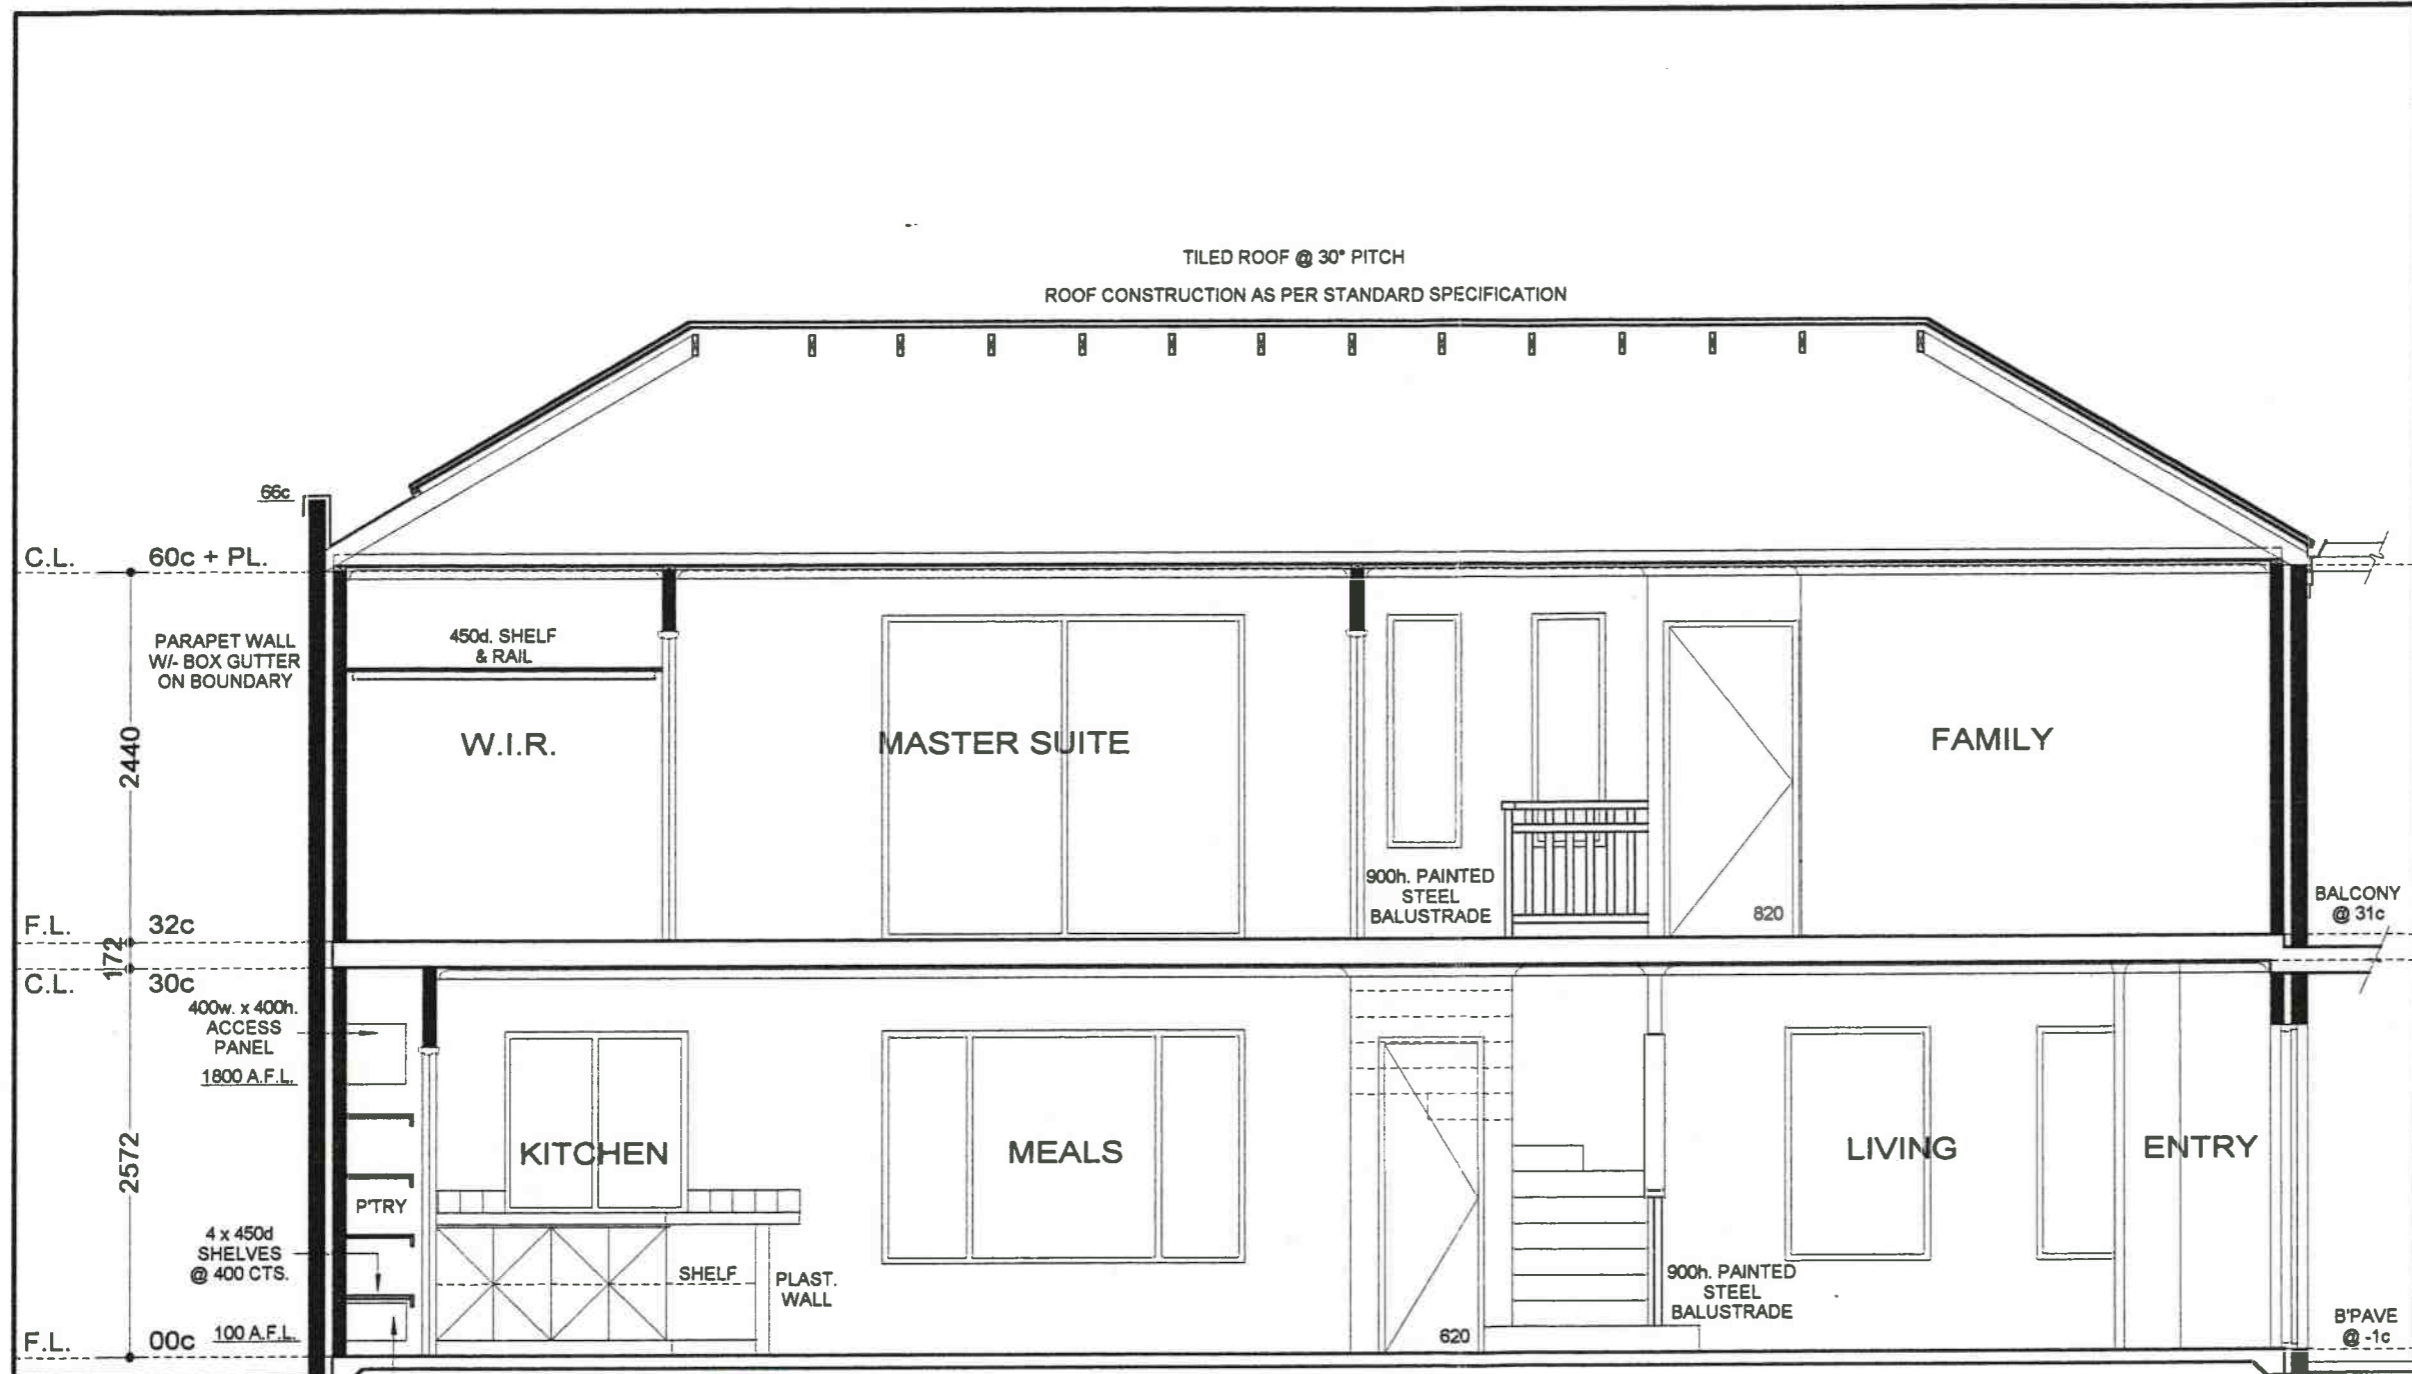 TILED ROOF @ 30° PITCH
ROOF CONSTRUCTION AS PER STANDARD SPECIFICATION
66c
C.L. 60c + PL.
PARAPET WALL
W/- BOX GUTTER
ON BOUNDARY
450d. SHELF
& RAIL
2440
W.I.R.
MASTER SUITE
FAMILY
900h. PAINTED
STEEL
BALUSTRADE
820
BALCONY
@ 31c
F.L. 32c
172
C.L. 30c
400w. x 400h.
ACCESS
PANEL
1800 A.F.L.
2572
KITCHEN
MEALS
LIVING
ENTRY
P'TRY
4 x 450d
SHELVES
@ 400 CTS.
SHELF
PLAST.
WALL
900h. PAINTED
STEEL
BALUSTRADE
620
B'PAVE
@ -1c
F.L. 00c
100 A.F.L.